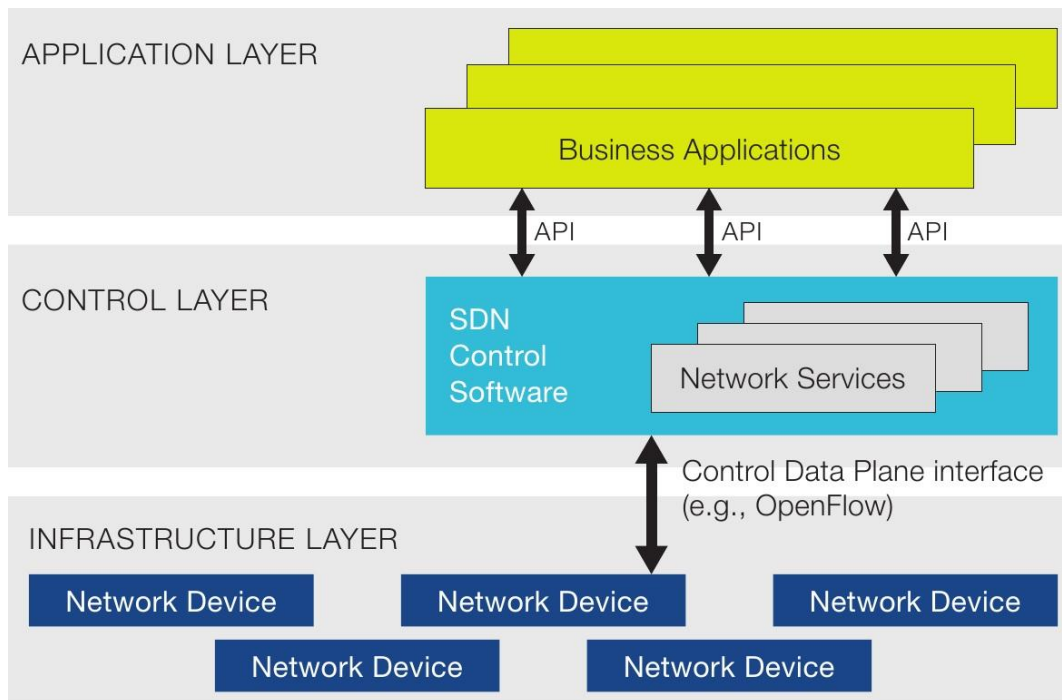 APPLICATION LAYER
Business Applications
API
API
API
CONTROL LAYER
SDN
Control
Software
Network Services
Control Data Plane interface
(e.g., OpenFlow)
INFRASTRUCTURE LAYER
Network Device
Network Device
Network Device
Network Device
Network Device